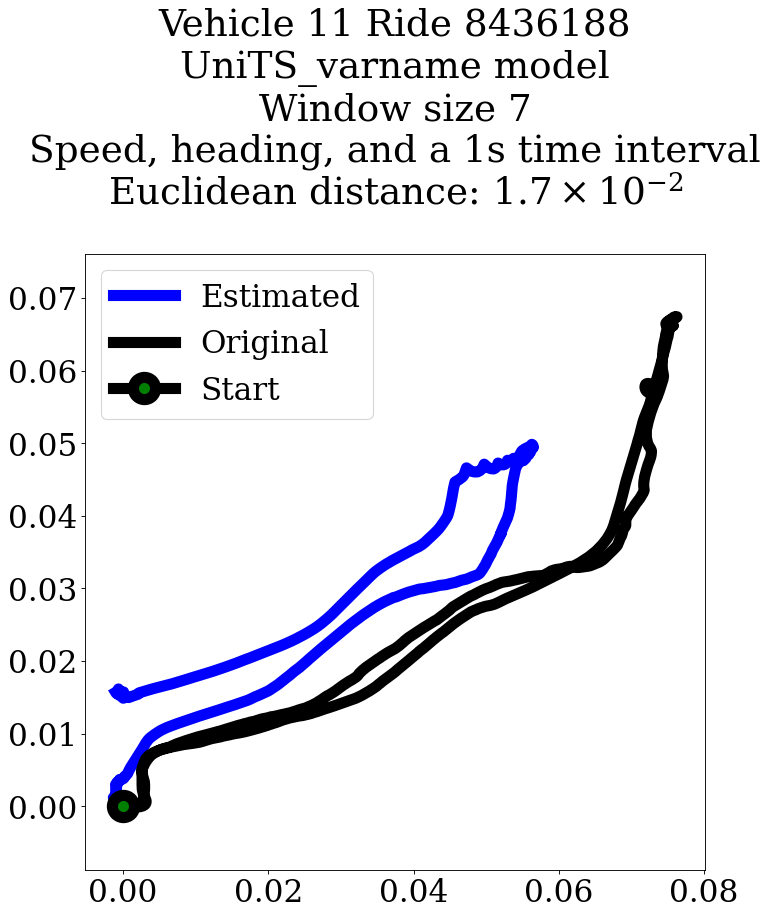 Vehicle 11 Ride 8436188
UniTS_varname model
Window size 7
Speed, heading, and a 1s time interval
Euclidean distance: 1.7 × 10⁻²
Estimated
Original
Start
0.07
0.06
0.05
0.04
0.03
0.02
0.01
0.00
0.00 0.02 0.04 0.06 0.08